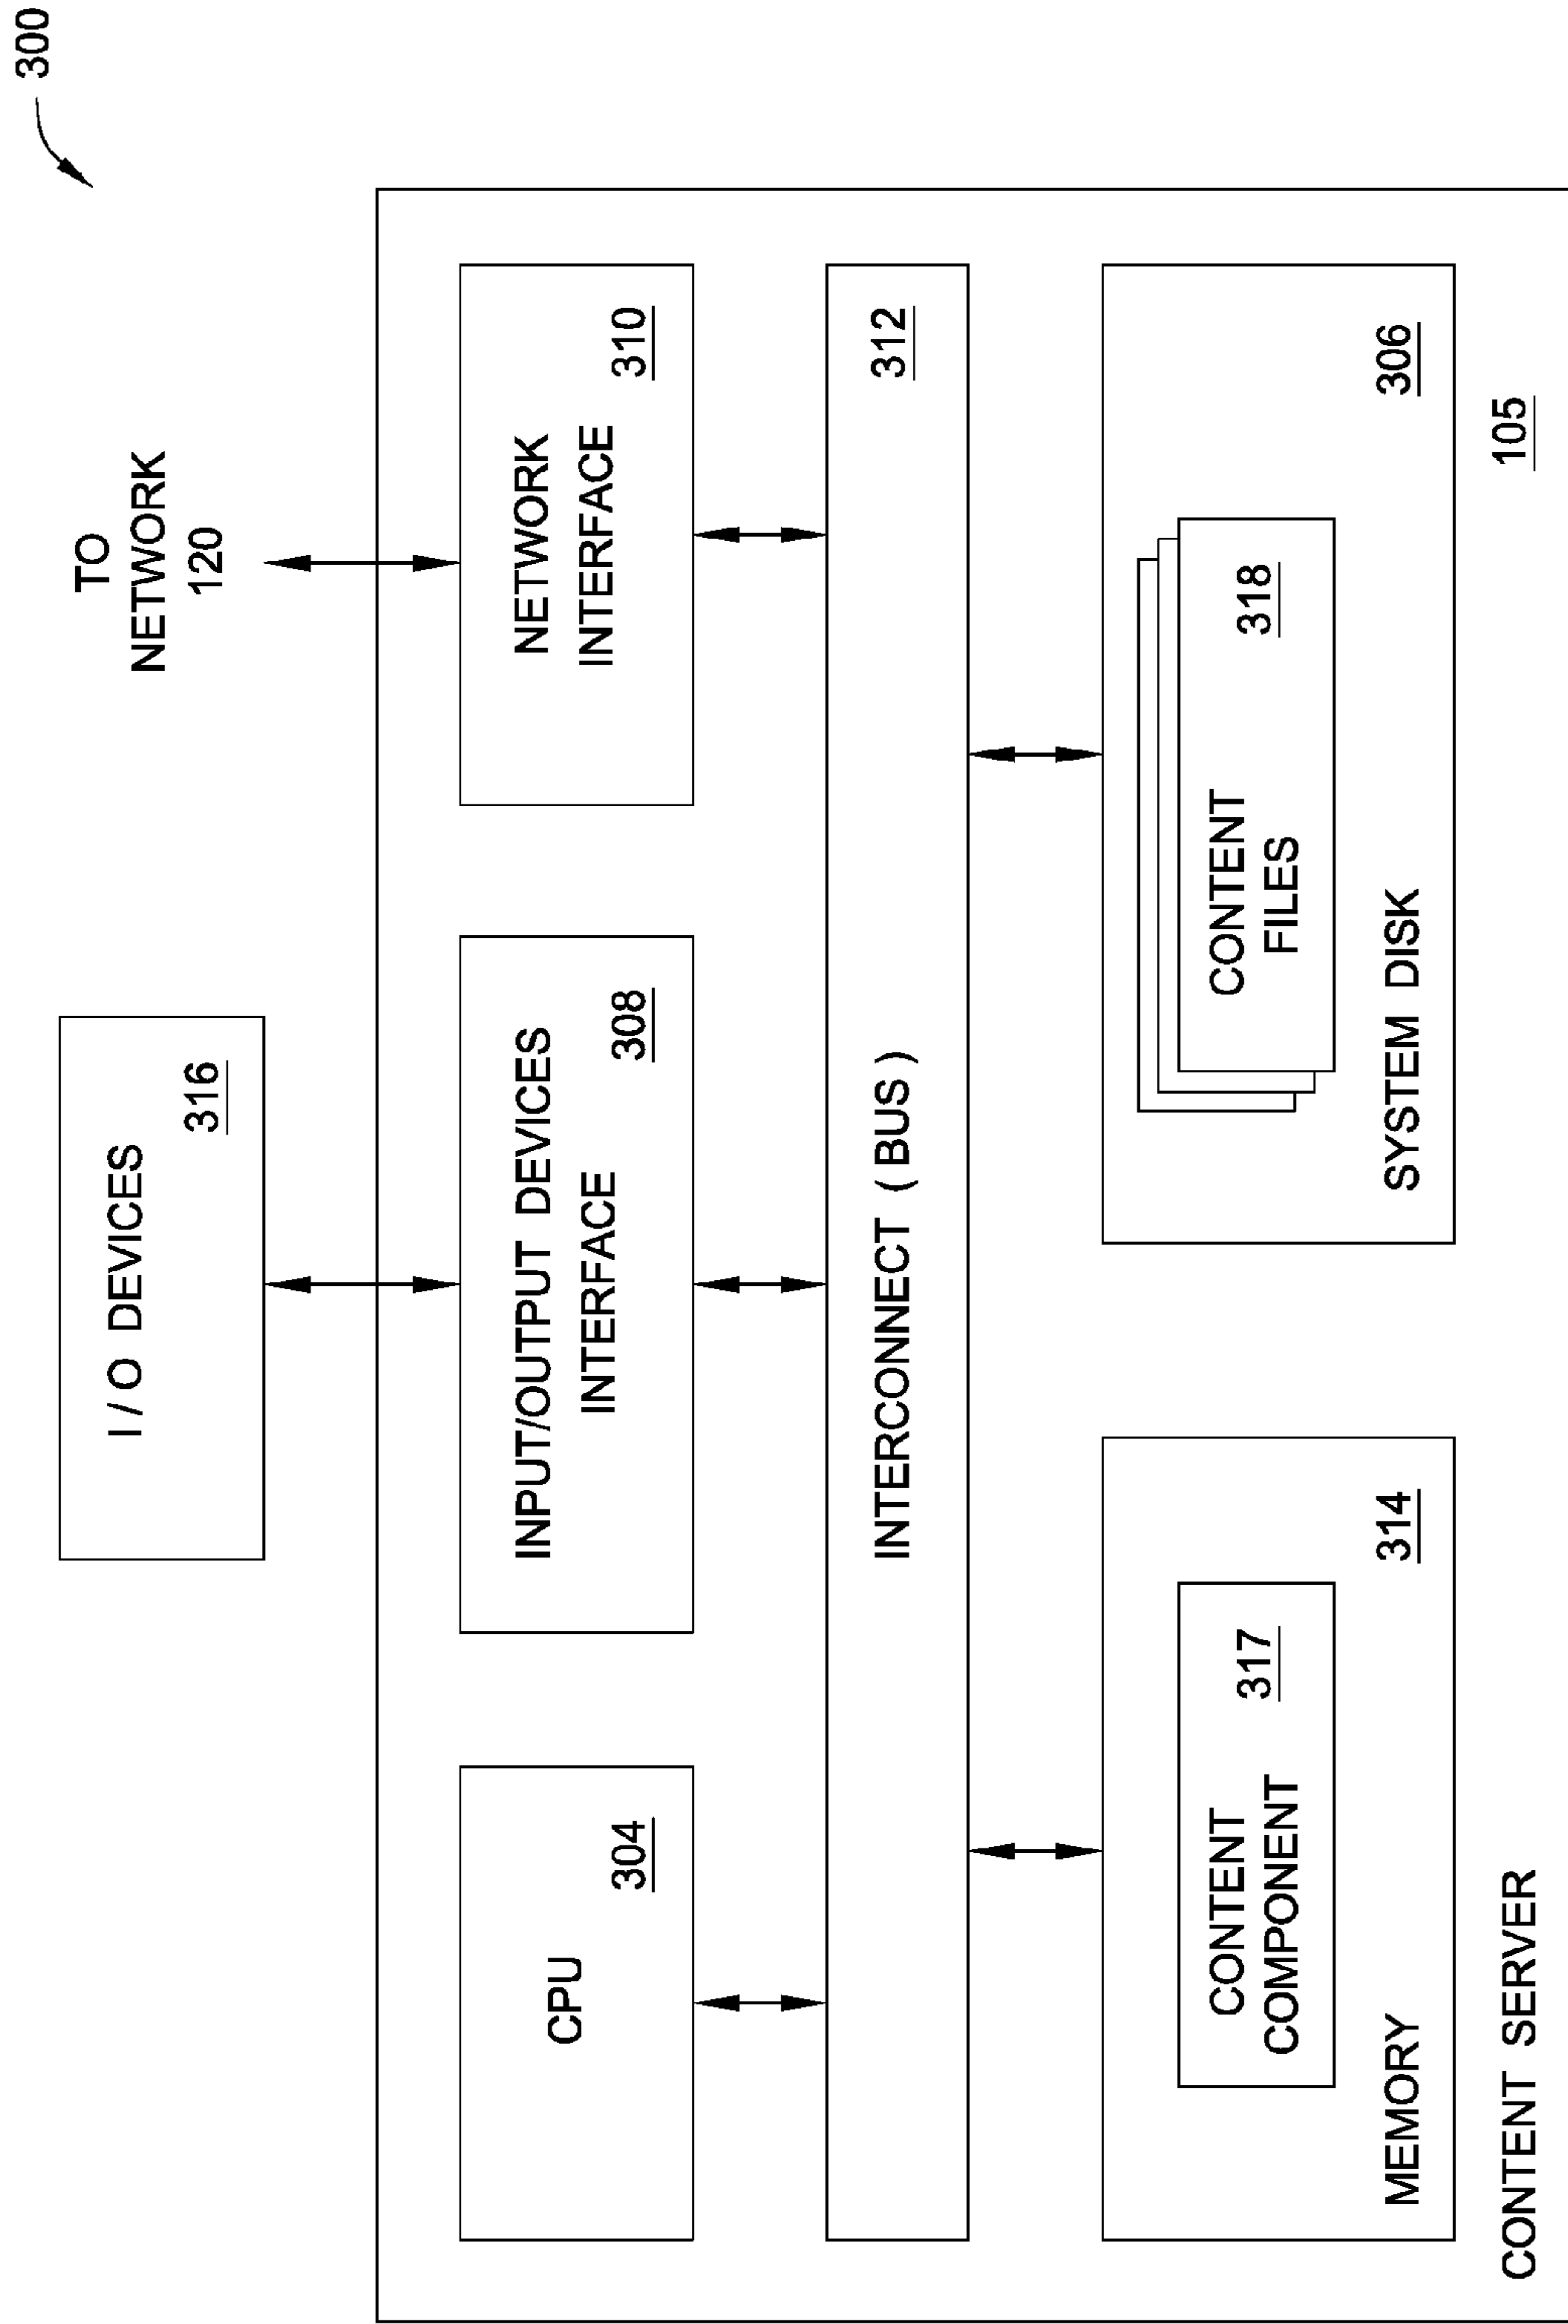 300
TO
NETWORK
120
I / O DEVICES
316
CPU
304
INPUT/OUTPUT DEVICES
INTERFACE
308
NETWORK
INTERFACE
310
INTERCONNECT ( BUS )
312
CONTENT
COMPONENT
317
MEMORY
314
CONTENT
FILES
318
SYSTEM DISK
306
CONTENT SERVER
105